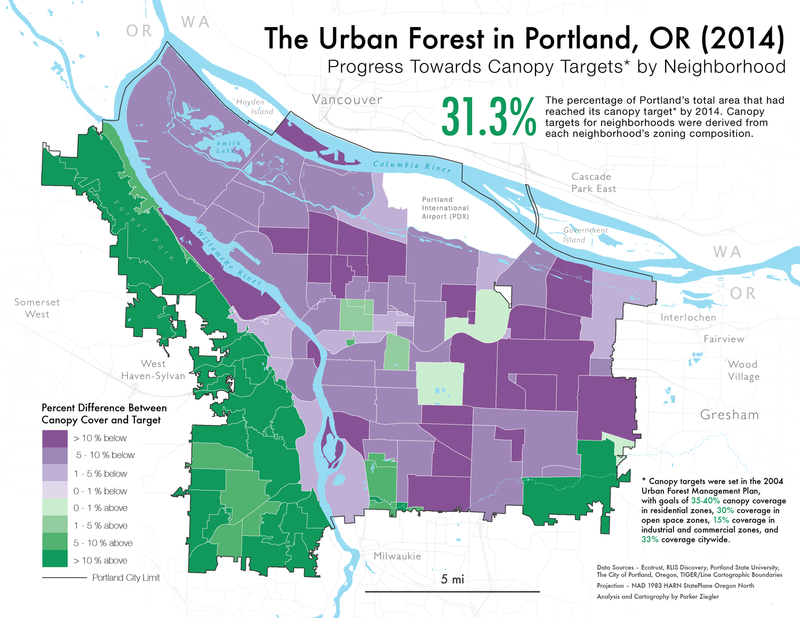 The Urban Forest in Portland, OR (2014)
Progress Towards Canopy Targets* by Neighborhood
31.3%
The percentage of Portland's total area that had
reached its canopy target* by 2014. Canopy
targets for neighborhoods were derived from
each neighborhood's zoning composition.
OR
WA
Hayden
Island
Vancouver
Smith
Lake
Columbia River
Cascade
Park East
Portland
International
Airport (PDX)
Government
Island
Forest Park
Willamette River
WA
OR
Somerset
West
Interlochen
Fairview
West
Haven-Sylvan
Wood
Village
Gresham
Percent Difference Between
Canopy Cover and Target
> 10 % below
5 - 10 % below
1 - 5 % below
0 - 1 % below
0 - 1 % above
1 - 5 % above
5 - 10 % above
> 10 % above
Portland City Limit
Milwaukie
5 mi
* Canopy targets were set in the 2004
Urban Forest Management Plan,
with goals of 35-40% canopy coverage
in residential zones, 30% coverage in
open space zones, 15% coverage in
industrial and commercial zones, and
33% coverage citywide.
Data Sources – Ecotrust, RLIS Discovery, Portland State University,
The City of Portland, Oregon, TIGER/Line Cartographic Boundaries
Projection – NAD 1983 HARN StatePlane Oregon North
Analysis and Cartography by Parker Ziegler